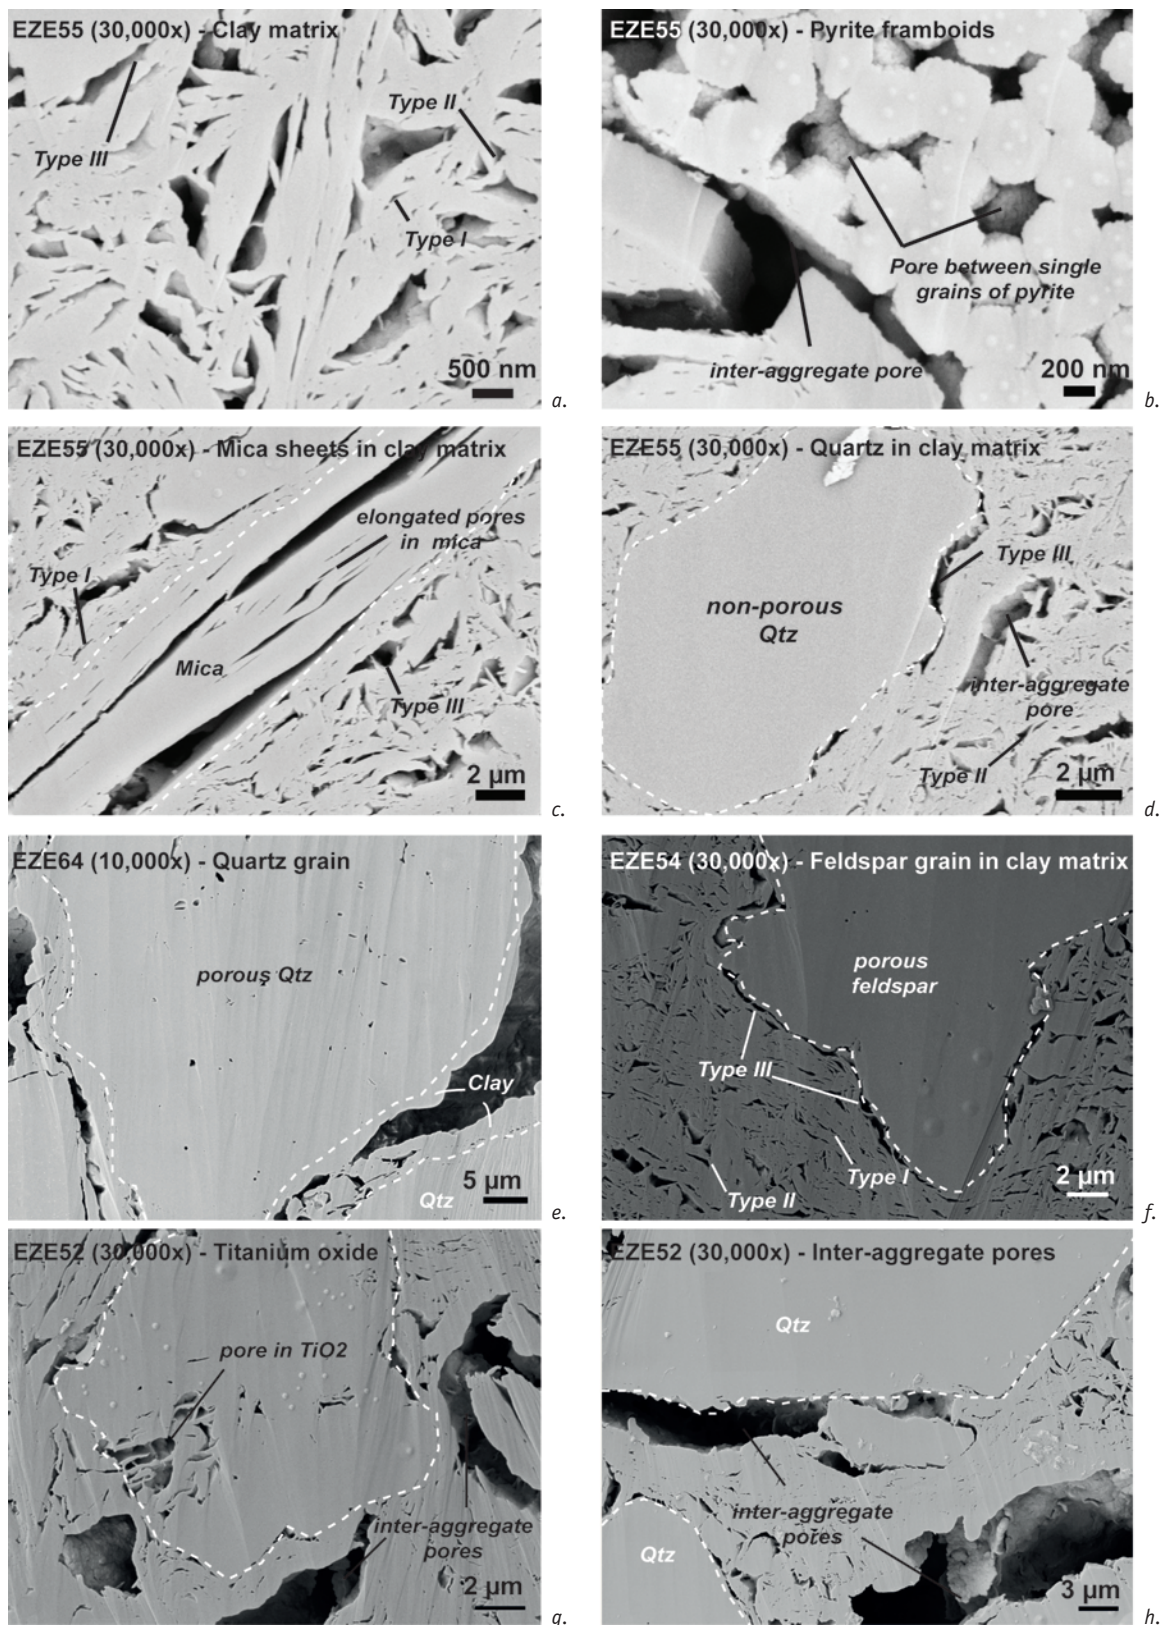 EZE55 (30,000x) - Clay matrix
Type III
Type II
Type I
500 nm
a.
EZE55 (30,000x) - Pyrite framboids
Pore between single
grains of pyrite
inter-aggregate pore
200 nm
b.
EZE55 (30,000x) - Mica sheets in clay matrix
elongated pores
in mica
Type I
Mica
Type III
2 µm
c.
EZE55 (30,000x) - Quartz in clay matrix
Type III
non-porous
Qtz
inter-aggregate
pore
Type II
2 µm
d.
EZE64 (10,000x) - Quartz grain
porous Qtz
Clay
5 µm
Qtz
e.
EZE54 (30,000x) - Feldspar grain in clay matrix
porous
feldspar
Type III
Type I
Type II
2 µm
f.
EZE52 (30,000x) - Titanium oxide
pore in TiO2
inter-aggregate
pores
2 µm
g.
EZE52 (30,000x) - Inter-aggregate pores
Qtz
inter-aggregate
pores
Qtz
3 µm
h.